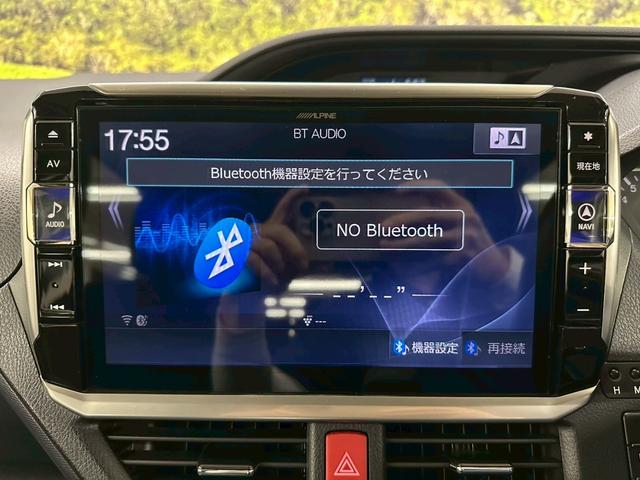 ALPINE
17:55
BT AUDIO
Bluetooth機器設定を行ってください
NO Bluetooth
--'--"
---
機器設定
再接続
AV
AUDIO
現在地
NAVI
+
−
H M